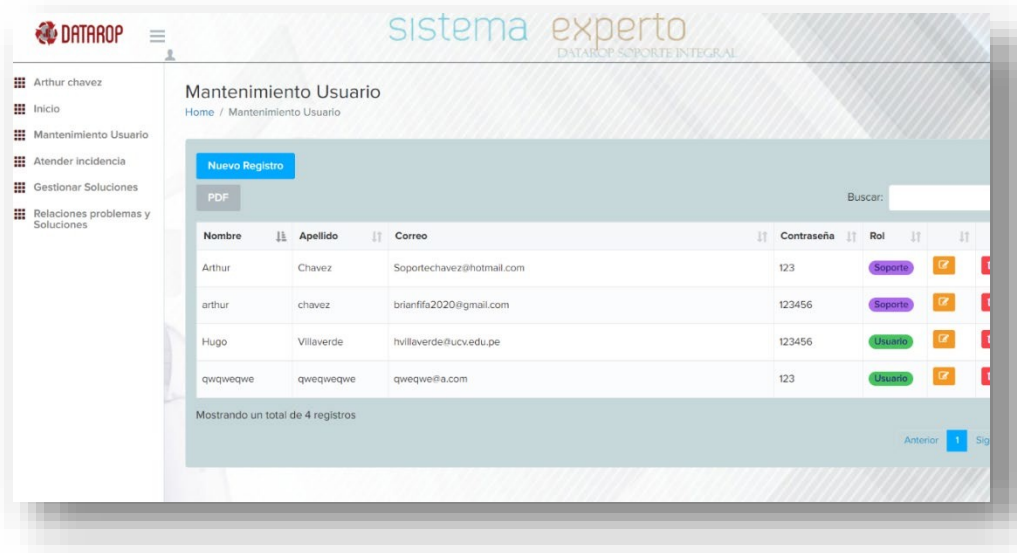 DATAROP
sistema experto
DATAROP SOPORTE INTEGRAL
Arthur chavez
Inicio
Mantenimiento Usuario
Atender incidencia
Gestionar Soluciones
Relaciones problemas y
Soluciones
Mantenimiento Usuario
Home / Mantenimiento Usuario
Nuevo Registro
PDF
Buscar:
Nombre Apellido Correo Contraseña Rol
Arthur Chavez Soportechavez@hotmail.com 123 Soporte
arthur chavez brianfifa2020@gmail.com 123456 Soporte
Hugo Villaverde hvillaverde@ucv.edu.pe 123456 Usuario
qwqweqwe qweqweqwe qweqwe@a.com 123 Usuario
Mostrando un total de 4 registros
Anterior 1 Sig